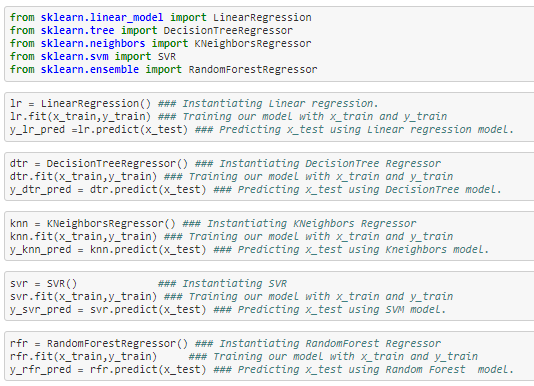 from sklearn.linear_model import LinearRegression
from sklearn.tree import DecisionTreeRegressor
from sklearn.neighbors import KNeighborsRegressor
from sklearn.svm import SVR
from sklearn.ensemble import RandomForestRegressor
lr = LinearRegression() ### Instantiating Linear regression.
lr.fit(x_train,y_train) ### Training our model with x_train and y_train
y_lr_pred =lr.predict(x_test) ### Predicting x_test using Linear regression model.
dtr = DecisionTreeRegressor() ### Instantiating DecisionTree Regressor
dtr.fit(x_train,y_train) ### Training our model with x_train and y_train
y_dtr_pred = dtr.predict(x_test) ### Predicting x_test using DecisionTree model.
knn = KNeighborsRegressor() ### Instantiating KNeighbors Regressor
knn.fit(x_train,y_train) ### Training our model with x_train and y_train
y_knn_pred = knn.predict(x_test) ### Predicting x_test using Kneighbors model.
svr = SVR()            ### Instantiating SVR
svr.fit(x_train,y_train) ### Training our model with x_train and y_train
y_svr_pred = svr.predict(x_test) ### Predicting x_test using SVM model.
rfr = RandomForestRegressor() ### Instantiating RandomForest Regressor
rfr.fit(x_train,y_train)     ### Training our model with x_train and y_train
y_rfr_pred = rfr.predict(x_test) ### Predicting x_test using Random Forest  model.